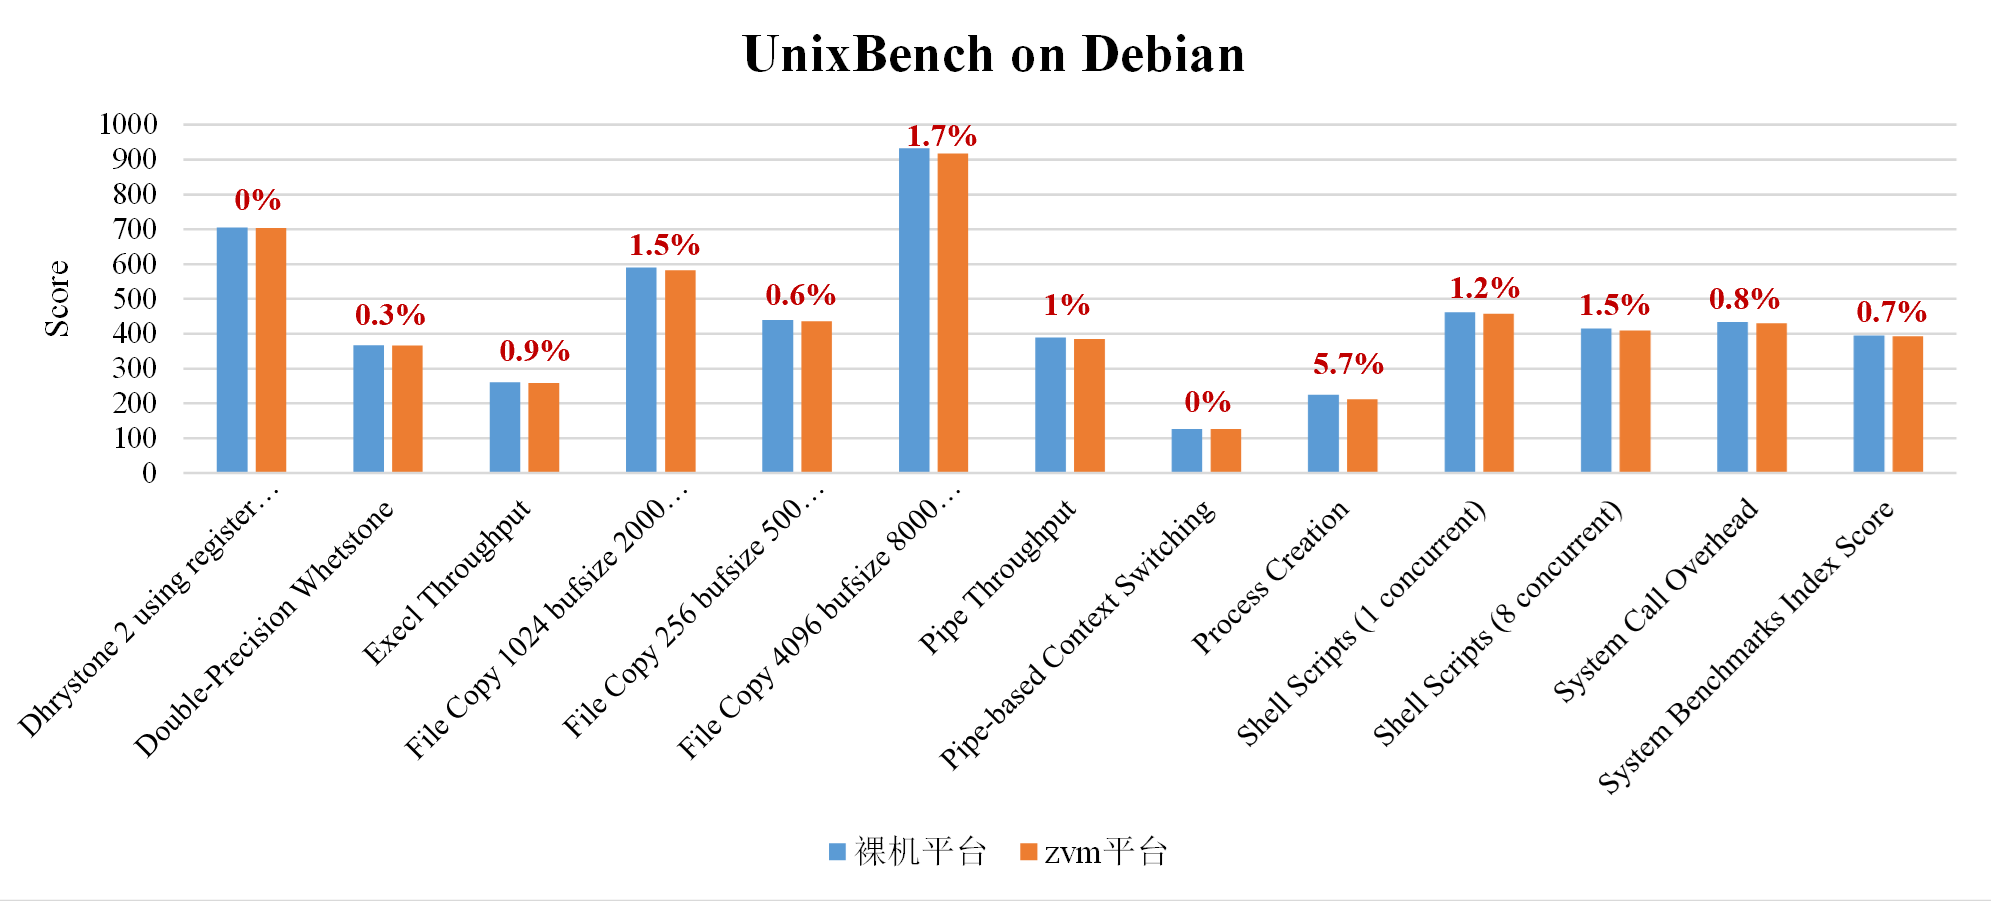 UnixBench on Debian
Score
1000
900
800
700
600
500
400
300
200
100
0
0%
0.3%
0.9%
1.5%
0.6%
1.7%
1%
0%
5.7%
1.2%
1.5%
0.8%
0.7%
Dhrystone 2 using register…
Double-Precision Whetstone
Execl Throughput
File Copy 1024 bufsize 2000…
File Copy 256 bufsize 500…
File Copy 4096 bufsize 8000…
Pipe Throughput
Pipe-based Context Switching
Process Creation
Shell Scripts (1 concurrent)
Shell Scripts (8 concurrent)
System Call Overhead
System Benchmarks Index Score
裸机平台
zvm平台